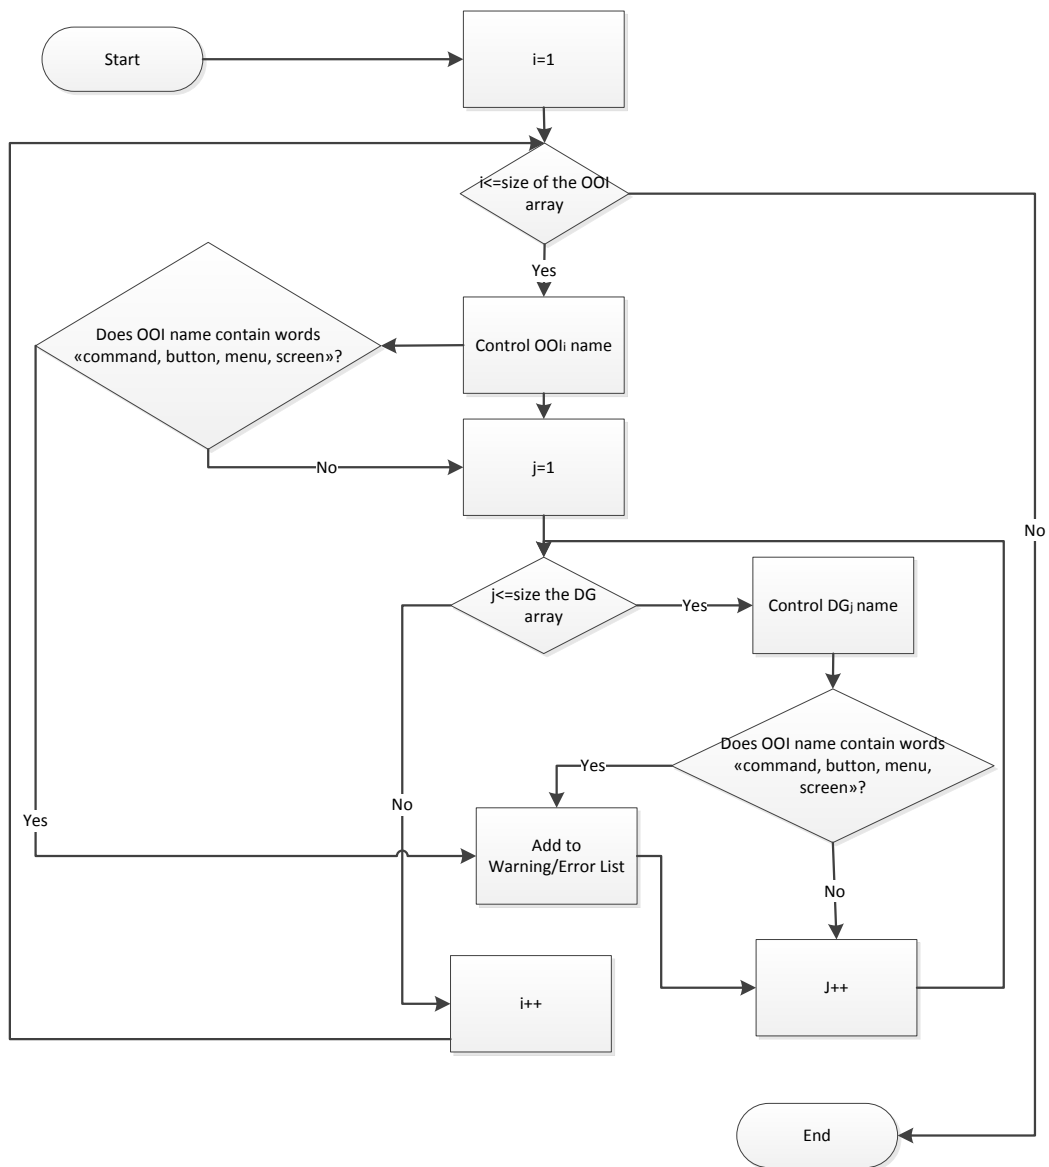 Start
i=1
i<=size of the OOI
array
Yes
Does OOI name contain words
«command, button, menu, screen»?
Control OOIi name
No
j=1
No
j<=size the DG
array
Yes
Control DGj name
Does OOI name contain words
«command, button, menu,
screen»?
Yes
No
Yes
Add to
Warning/Error List
No
i++
J++
End